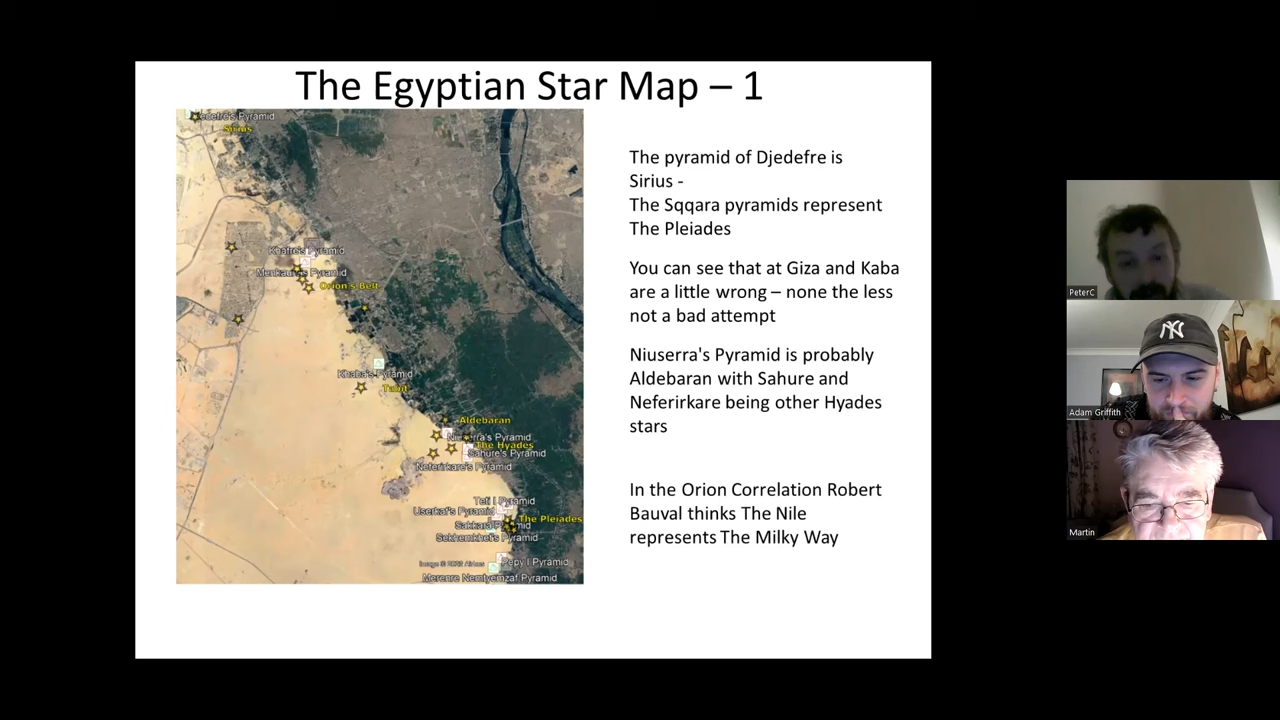 The Egyptian Star Map – 1
Djedefre's Pyramid
Sirius
Khafre's Pyramid
Menkaure's Pyramid
Orion's Belt
Khaba's Pyramid
Aldebaran
Niuserra's Pyramid
The Hyades
Sahure's Pyramid
Neferirkare's Pyramid
Teti I Pyramid
Userkaf's Pyramid
The Pleiades
Sekhemkhet's Pyramid
Pepy I Pyramid
Merenre Nemtyemzaf Pyramid
The pyramid of Djedefre is
Sirius -
The Sqqara pyramids represent
The Pleiades
You can see that at Giza and Kaba
are a little wrong – none the less
not a bad attempt
Niuserra's Pyramid is probably
Aldebaran with Sahure and
Neferirkare being other Hyades
stars
In the Orion Correlation Robert
Bauval thinks The Nile
represents The Milky Way
PeterC
NY
Adam Griffith
Martin